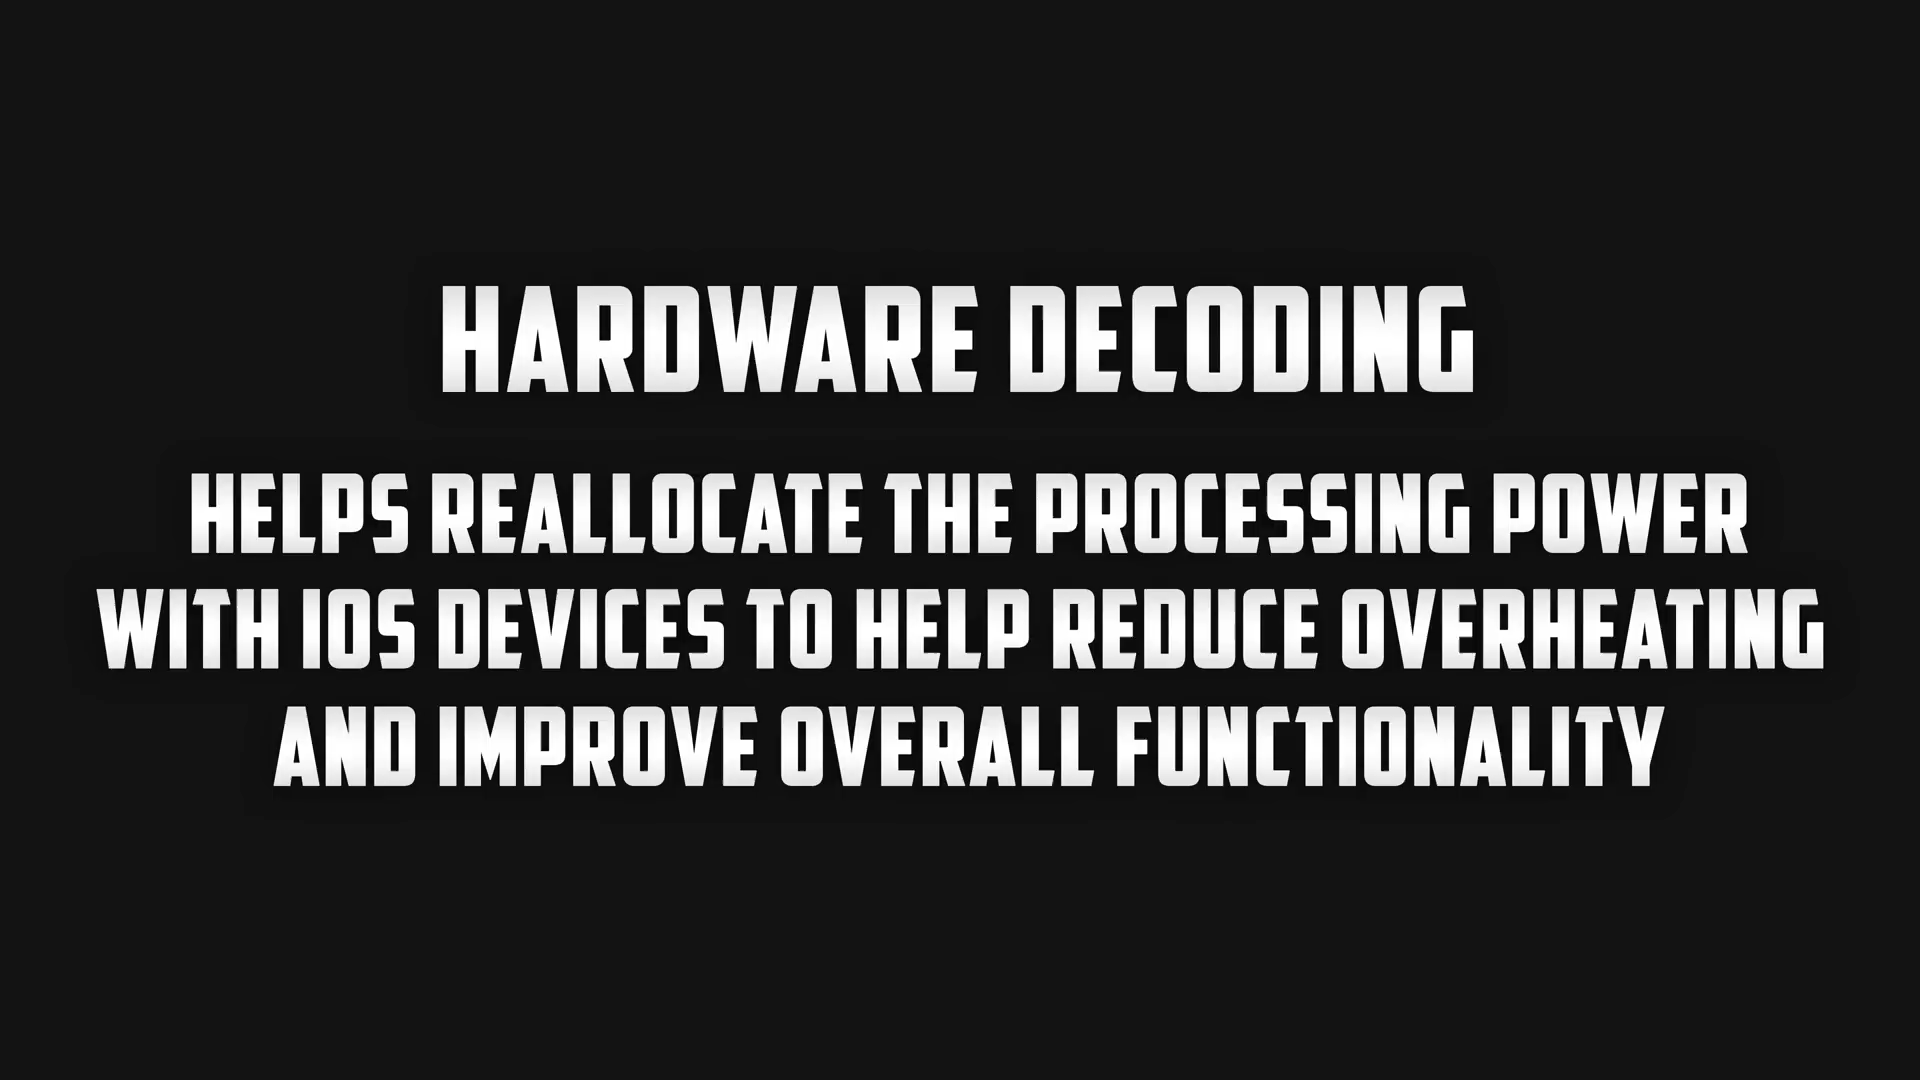 HARDWARE DECODING
HELPS REALLOCATE THE PROCESSING POWER
WITH IOS DEVICES TO HELP REDUCE OVERHEATING
AND IMPROVE OVERALL FUNCTIONALITY